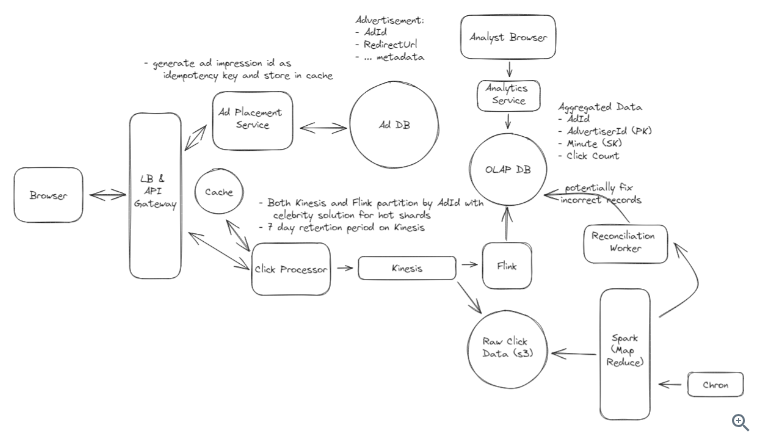 Advertisement:
- AdId
- RedirectUrl
- ... metadata
Analyst Browser
- generate ad impression id as
idempotency key and store in cache
Analytics
Service
Ad Placement
Service
Ad DB
Aggregated Data
- AdId
- AdvertiserId (PK)
- Minute (SK)
- Click Count
OLAP DB
LB &
API
Gateway
Browser
Cache
potentially fix
incorrect records
- Both Kinesis and Flink partition by AdId with
celebrity solution for hot shards
- 7 day retention period on Kinesis
Reconciliation
Worker
Click Processor
Kinesis
Flink
Raw Click
Data (s3)
Spark
(Map
Reduce)
Chron